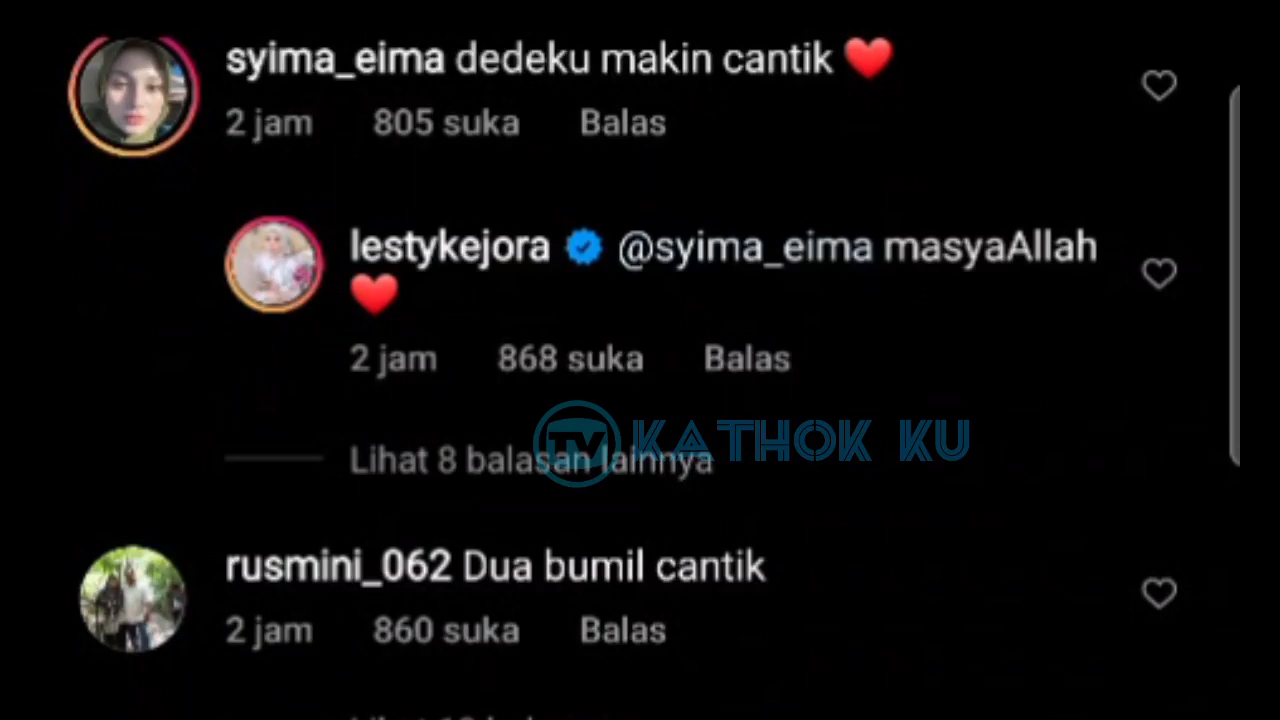 syima_eima dedeku makin cantik ❤️
2 jam 805 suka Balas
lestykejora @syima_eima masyaAllah
❤️
2 jam 868 suka Balas
TV KATHOK KU
Lihat 8 balasan lainnya
rusmini_062 Dua bumil cantik
2 jam 860 suka Balas